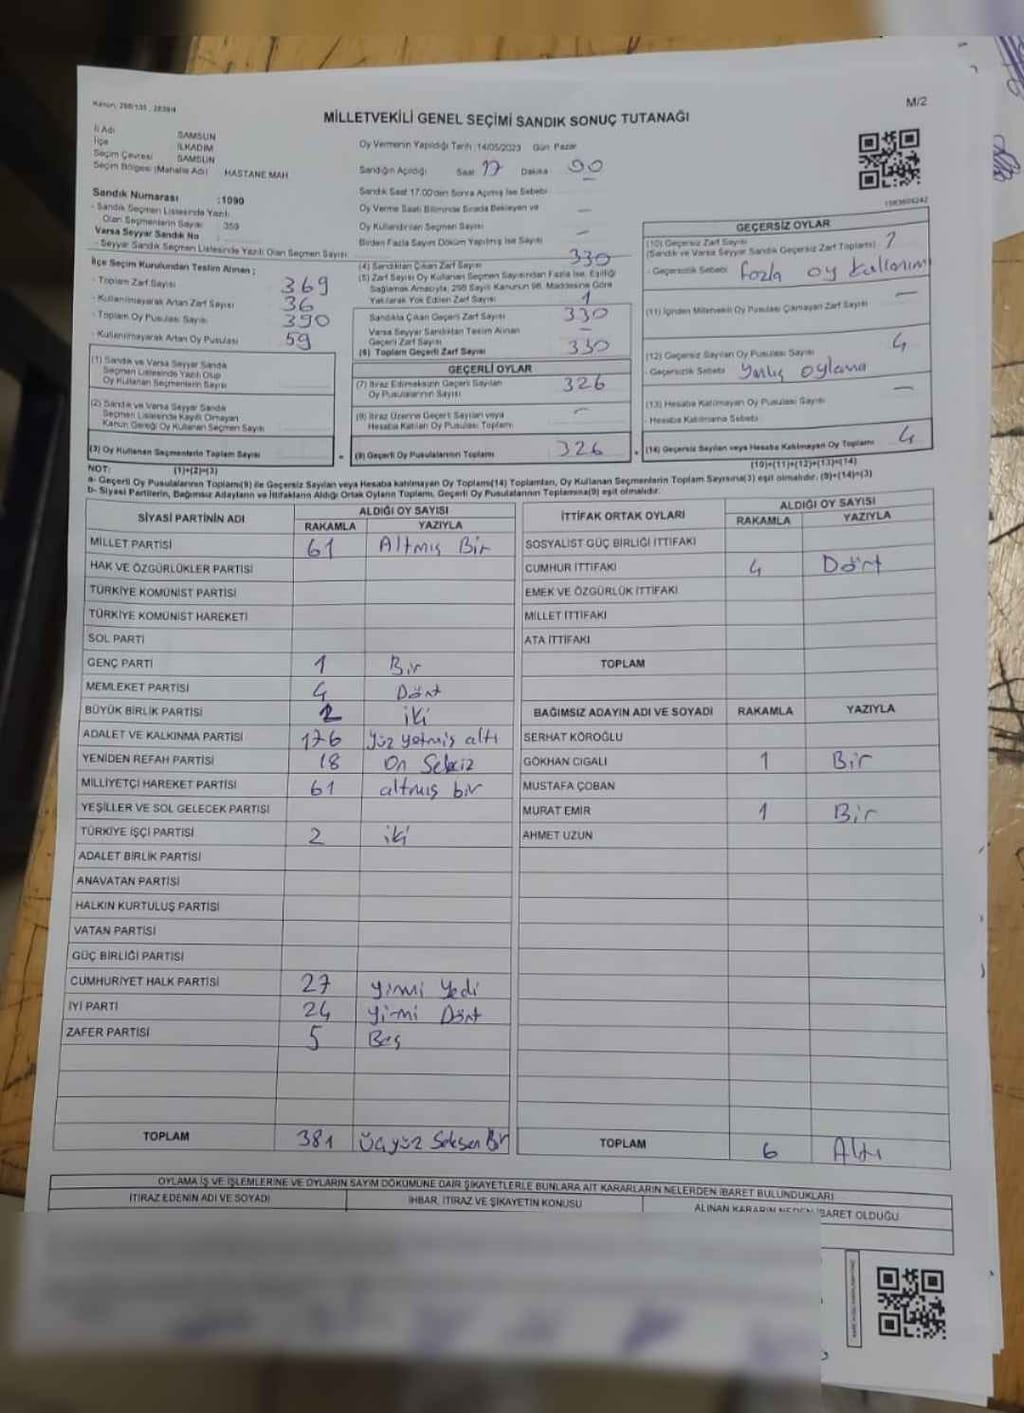 Kanun, 298/135 , 2839/4
M/2
MİLLETVEKİLİ GENEL SEÇİMİ SANDIK SONUÇ TUTANAĞI
İl Adı SAMSUN
İlçe İLKADIM
Seçim Çevresi SAMSUN
Seçim Bölgesi (Mahalle Adı) HASTANE MAH
Oy Vermenin Yapıldığı Tarih :14/05/2023 Gün: Pazar
Sandığın Açıldığı Saat 17 Dakika 00
Sandık Saat 17:00'den Sonra Açılmış İse Sebebi
Oy Verme Saati Bitiminde Sırada Bekleyen ve
Oy Kullandırılan Seçmen Sayısı —
Birden Fazla Sayım Döküm Yapılmış İse Sayısı —
Sandık Numarası :1090
- Sandık Seçmen Listesinde Yazılı
Olan Seçmenlerin Sayısı 359
Varsa Seyyar Sandık No :
- Seyyar Sandık Seçmen Listesinde Yazılı Olan Seçmen Sayısı
İlçe Seçim Kurulundan Teslim Alınan ;
- Toplam Zarf Sayısı 369
- Kullanılmayarak Artan Zarf Sayısı 36
- Toplam Oy Pusulası Sayısı 390
- Kullanılmayarak Artan Oy Pusulası 59
(1) Sandık ve Varsa Seyyar Sandık
Seçmen Listesinde Yazılı Olup
Oy Kullanan Seçmenlerin Sayısı
(2) Sandık ve Varsa Seyyar Sandık
Seçmen Listesinde Kayıtlı Olmayan
Kanun Gereği Oy Kullanan Seçmen Sayısı
(3) Oy Kullanan Seçmenlerin Toplam Sayısı
(4) Sandıktan Çıkan Zarf Sayısı 330
(5) Zarf Sayısı Oy Kullanan Seçmen Sayısından Fazla İse, Eşitliği
Sağlamak Amacıyla, 298 Sayılı Kanunun 98. Maddesine Göre
Yakılarak Yok Edilen Zarf Sayısı 1
Sandıkta Çıkan Geçerli Zarf Sayısı 330
Varsa Seyyar Sandıktan Teslim Alınan
Geçerli Zarf Sayısı —
(6) Toplam Geçerli Zarf Sayısı 330
GEÇERLİ OYLAR
(7) İtiraz Edilmeksizin Geçerli Sayılan
Oy Pusulalarının Sayısı 326
(8) İtiraz Üzerine Geçerli Sayılan veya
Hesaba Katılan Oy Pusulası Toplamı —
(9) Geçerli Oy Pusulalarının Toplamı 326
GEÇERSİZ OYLAR
(10) Geçersiz Zarf Sayısı
(Sandık ve Varsa Seyyar Sandık Geçersiz Zarf Toplamı)
- Geçersizlik Sebebi fazla oy kullanım
(11) İçinden Milletvekili Oy Pusulası Çıkmayan Zarf Sayısı —
(12) Geçersiz Sayılan Oy Pusulası Sayısı 4
- Geçersizlik Sebebi Yanlış oylama
(13) Hesaba Katılmayan Oy Pusulası Sayısı —
- Hesaba Katılmama Sebebi
(14) Geçersiz Sayılan veya Hesaba Katılmayan Oy Toplamı 4
NOT: (1)+(2)=(3)
(10)+(11)+(12)+(13)=(14)
a- Geçerli Oy Pusulalarının Toplamı(9) ile Geçersiz Sayılan veya Hesaba katılmayan Oy Toplamı(14) Toplamları, Oy Kullanan Seçmenlerin Toplam Sayısına(3) eşit olmalıdır. (9)+(14)=(3)
b- Siyasi Partilerin, Bağımsız Adayların ve İttifakların Aldığı Ortak Oyların Toplamı, Geçerli Oy Pusulalarının Toplamına(9) eşit olmalıdır.
SİYASİ PARTİNİN ADI ALDIĞI OY SAYISI
RAKAMLA YAZIYLA
MİLLET PARTİSİ 61 Altmış Bir
HAK VE ÖZGÜRLÜKLER PARTİSİ
TÜRKİYE KOMÜNİST PARTİSİ
TÜRKİYE KOMÜNİST HAREKETİ
SOL PARTİ
GENÇ PARTİ 1 Bir
MEMLEKET PARTİSİ 4 Dört
BÜYÜK BİRLİK PARTİSİ 2 iki
ADALET VE KALKINMA PARTİSİ 176 Yüz yetmiş altı
YENİDEN REFAH PARTİSİ 18 On Sekiz
MİLLİYETÇİ HAREKET PARTİSİ 61 altmış bir
YEŞİLLER VE SOL GELECEK PARTİSİ
TÜRKİYE İŞÇİ PARTİSİ 2 iki
ADALET BİRLİK PARTİSİ
ANAVATAN PARTİSİ
HALKIN KURTULUŞ PARTİSİ
VATAN PARTİSİ
GÜÇ BİRLİĞİ PARTİSİ
CUMHURİYET HALK PARTİSİ 27 yirmi Yedi
İYİ PARTİ 24 yirmi Dört
ZAFER PARTİSİ 5 Beş
TOPLAM 381 Üçyüz Seksen Bir
İTTİFAK ORTAK OYLARI ALDIĞI OY SAYISI
RAKAMLA YAZIYLA
SOSYALİST GÜÇ BİRLİĞİ İTTİFAKI
CUMHUR İTTİFAKI 4 Dört
EMEK VE ÖZGÜRLÜK İTTİFAKI
MİLLET İTTİFAKI
ATA İTTİFAKI
TOPLAM
BAĞIMSIZ ADAYIN ADI VE SOYADI RAKAMLA YAZIYLA
SERHAT KÖROĞLU
GÖKHAN CIGALI 1 Bir
MUSTAFA ÇOBAN
MURAT EMİR 1 Bir
AHMET UZUN
TOPLAM 6 Altı
OYLAMA İŞ VE İŞLEMLERİNE VE OYLARIN SAYIM DÖKÜMÜNE DAİR ŞİKAYETLERLE BUNLARA AİT KARARLARIN NELERDEN İBARET BULUNDUKLARI
İTİRAZ EDENİN ADI VE SOYADI İHBAR, İTİRAZ VE ŞİKAYETİN KONUSU ALINAN KARARIN NEDEN İBARET OLDUĞU